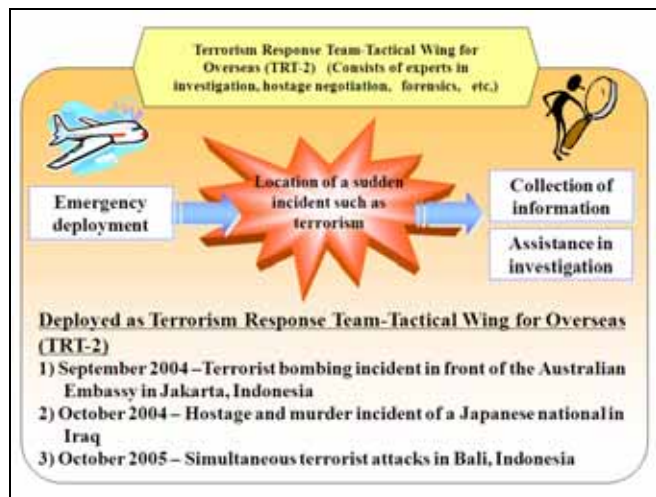 Terrorism Response Team-Tactical Wing for
Overseas (TRT-2) (Consists of experts in
investigation, hostage negotiation, forensics, etc.)
Emergency
deployment
Location of a sudden
incident such as
terrorism
Collection of
information
Assistance in
investigation
Deployed as Terrorism Response Team-Tactical Wing for Overseas
(TRT-2)
1) September 2004 –Terrorist bombing incident in front of the Australian
Embassy in Jakarta, Indonesia
2) October 2004 – Hostage and murder incident of a Japanese national in
Iraq
3) October 2005 – Simultaneous terrorist attacks in Bali, Indonesia